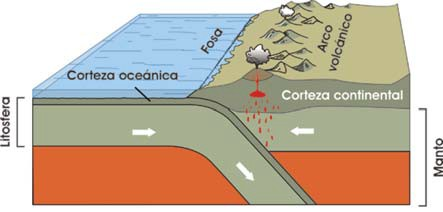 Fosa
Arco
volcánico
Corteza oceánica
Corteza continental
Litosfera
Manto